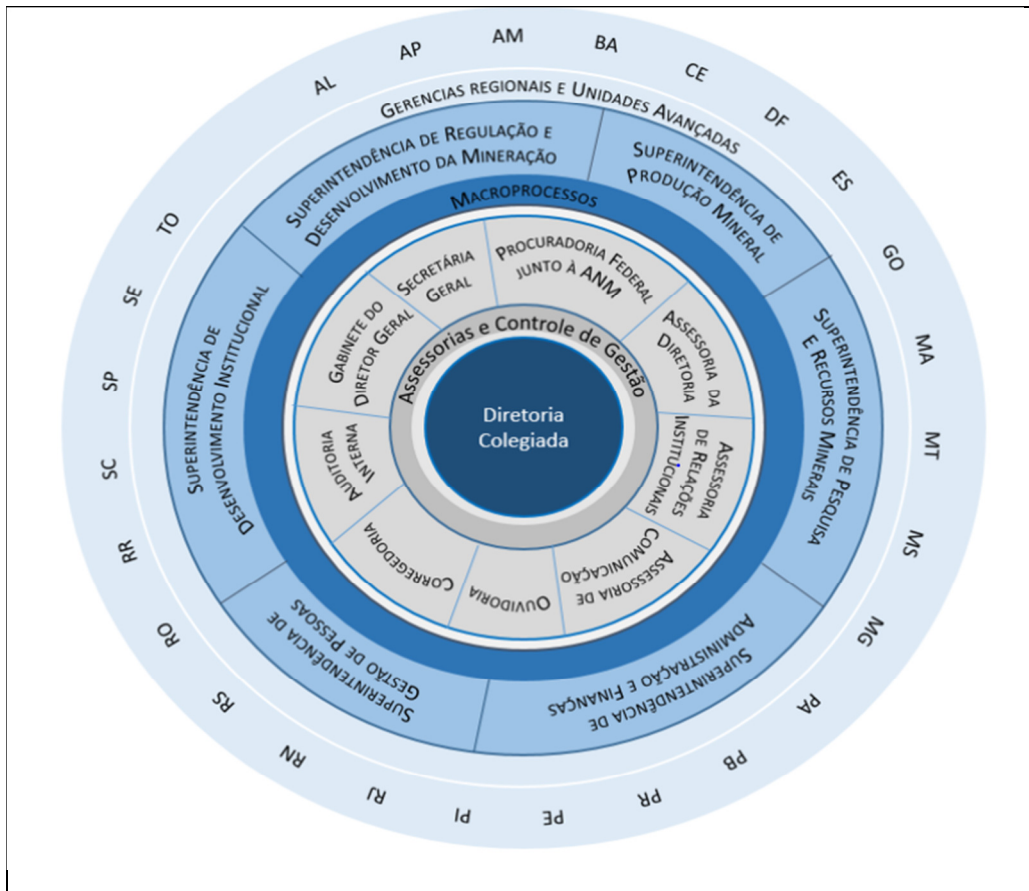 AL
AP
AM
BA
CE
DF
ES
GO
MA
MT
MS
MG
PA
PB
PR
PE
PI
RJ
RN
RS
RO
RR
SC
SP
SE
TO
GERENCIAS REGIONAIS E UNIDADES AVANÇADAS
SUPERINTENDÊNCIA DE REGULAÇÃO E
DESENVOLVIMENTO DA MINERAÇÃO
SUPERINTENDÊNCIA DE
PRODUÇÃO MINERAL
SUPERINTENDÊNCIA DE PESQUISA
E RECURSOS MINERAIS
SUPERINTENDÊNCIA DE
ADMINISTRAÇÃO E FINANÇAS
SUPERINTENDÊNCIA DE
GESTÃO DE PESSOAS
SUPERINTENDÊNCIA DE
DESENVOLVIMENTO INSTITUCIONAL
MACROPROCESSOS
SECRETÁRIA
GERAL
PROCURADORIA FEDERAL
JUNTO À ANM
ASSESSORIA DA
DIRETORIA
ASSESSORIA
DE RELAÇÕES
INSTITUCIONAIS
ASSESSORIA DE
COMUNICAÇÃO
OUVIDORIA
CORREGEDORIA
AUDITORIA
INTERNA
GABINETE DO
DIRETOR GERAL
Assessorias e Controle de Gestão
Diretoria
Colegiada